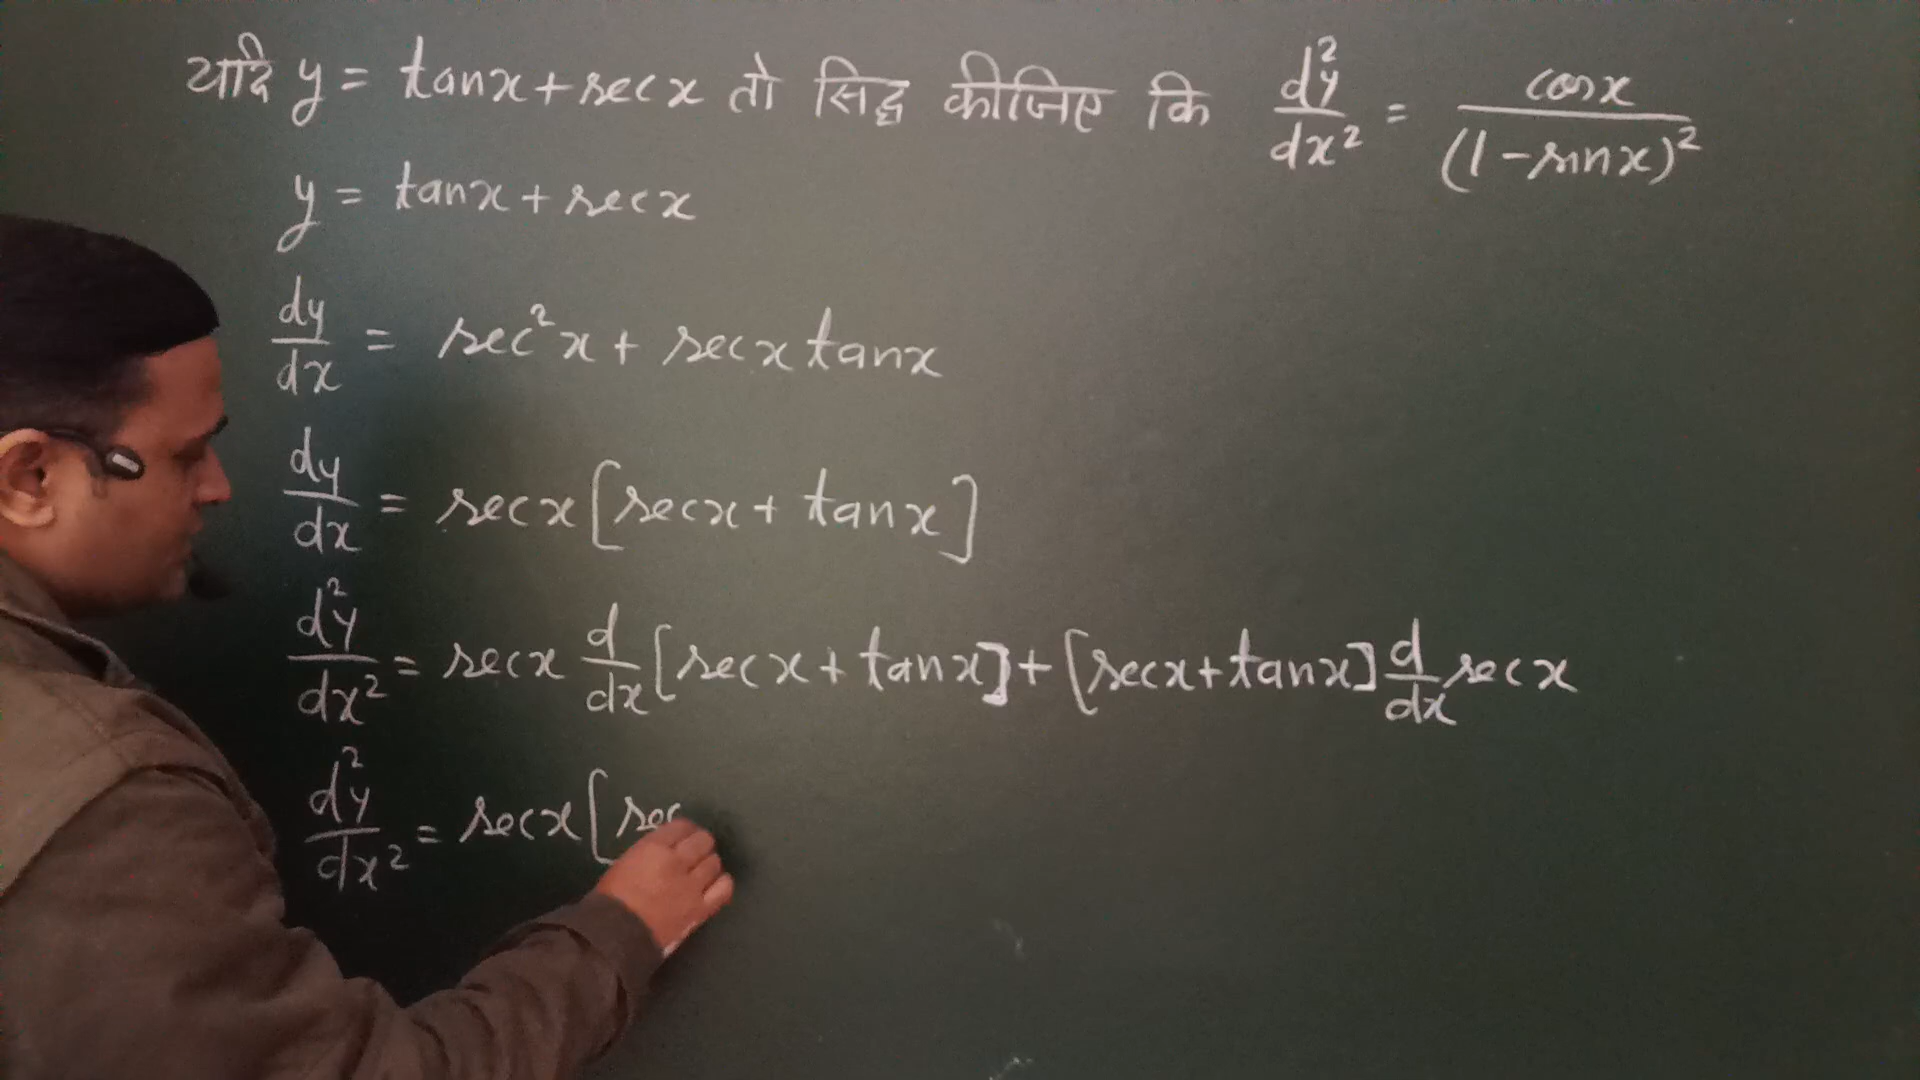 यदि y = tanx + secx तो सिद्ध कीजिए कि d²y/dx² = cosx/(1-sinx)²
y = tanx + secx
dy/dx = sec²x + secx tanx
dy/dx = secx[secx + tanx]
d²y/dx² = secx d/dx[secx + tanx] + [secx + tanx] d/dx secx
d²y/dx² = secx[sec